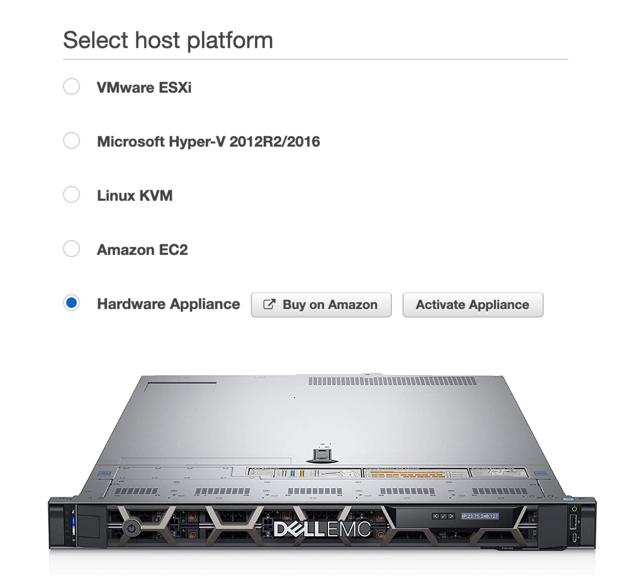 Select host platform
VMware ESXi
Microsoft Hyper-V 2012R2/2016
Linux KVM
Amazon EC2
Hardware Appliance Buy on Amazon Activate Appliance
DELLEMC